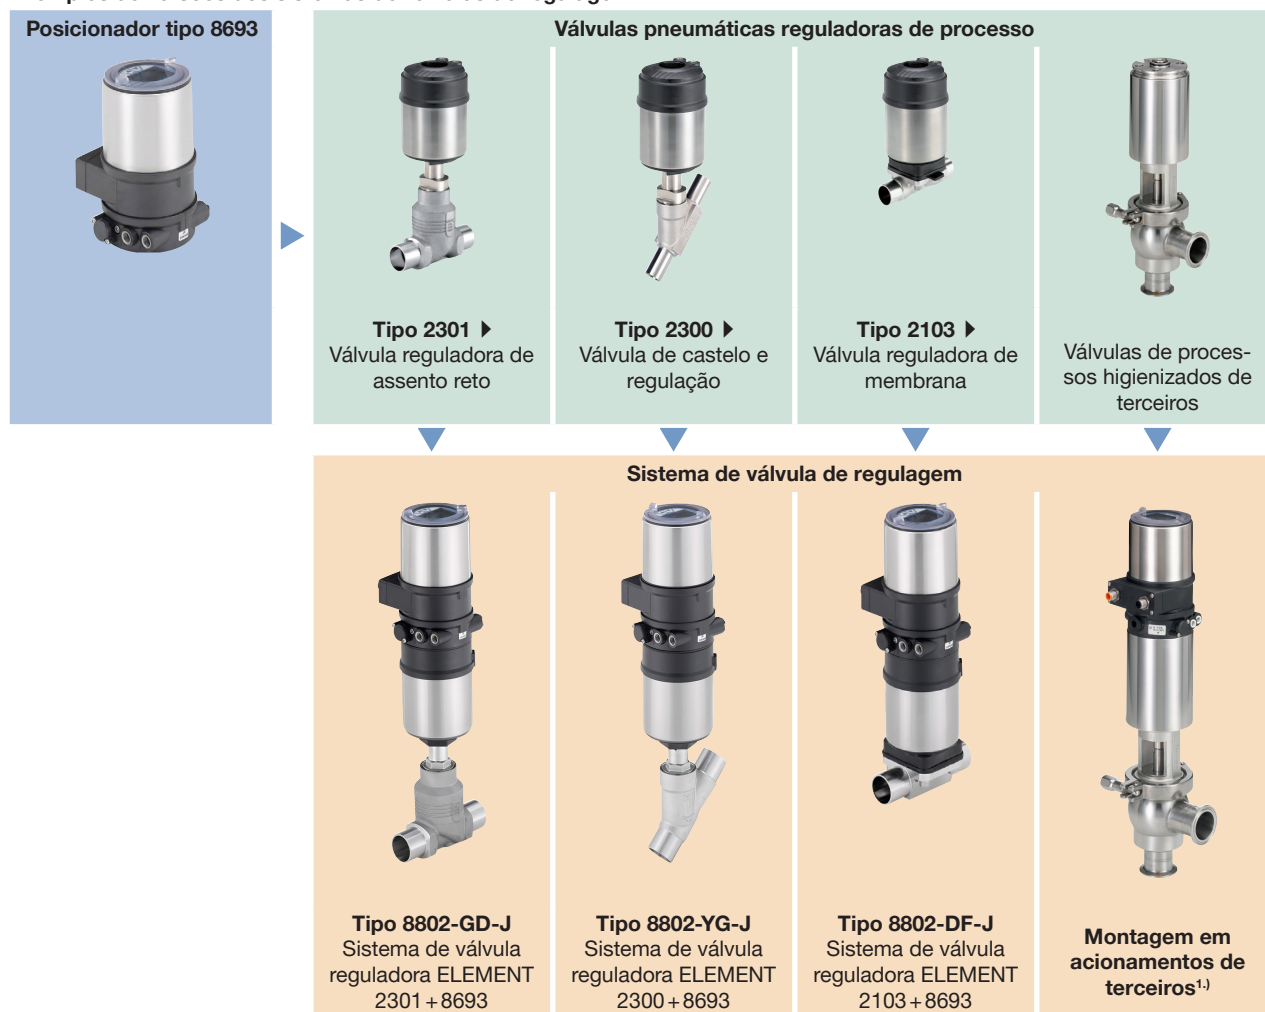 Posicionador tipo 8693
Válvulas pneumáticas reguladoras de processo
Tipo 2301
Válvula reguladora de
assento reto
Tipo 2300
Válvula de castelo e
regulação
Tipo 2103
Válvula reguladora de
membrana
Válvulas de proces-
sos higienizados de
terceiros
Sistema de válvula de regulagem
Tipo 8802-GD-J
Sistema de válvula
reguladora ELEMENT
2301 + 8693
Tipo 8802-YG-J
Sistema de válvula
reguladora ELEMENT
2300 + 8693
Tipo 8802-DF-J
Sistema de válvula
reguladora ELEMENT
2103 + 8693
Montagem em
acionamentos de
terceiros1.)